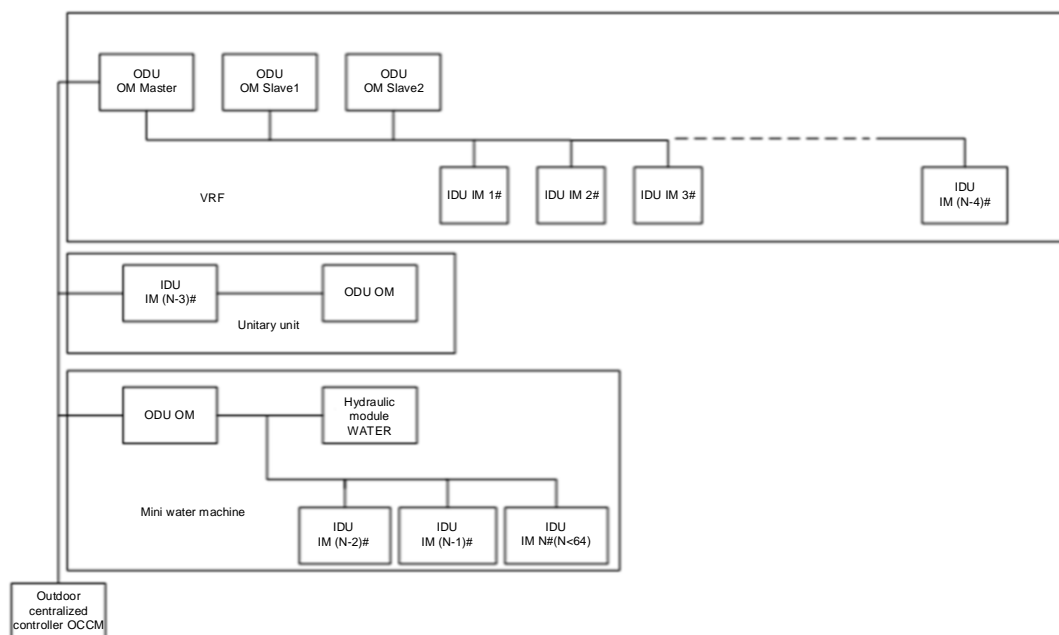 ODU
OM Master
ODU
OM Slave1
ODU
OM Slave2
IDU IM 1#
IDU IM 2#
IDU IM 3#
IDU
IM (N-4)#
VRF
IDU
IM (N-3)#
ODU OM
Unitary unit
ODU OM
Hydraulic
module
WATER
Mini water machine
IDU
IM (N-2)#
IDU
IM (N-1)#
IDU
IM N#(N<64)
Outdoor
centralized
controller OCCM